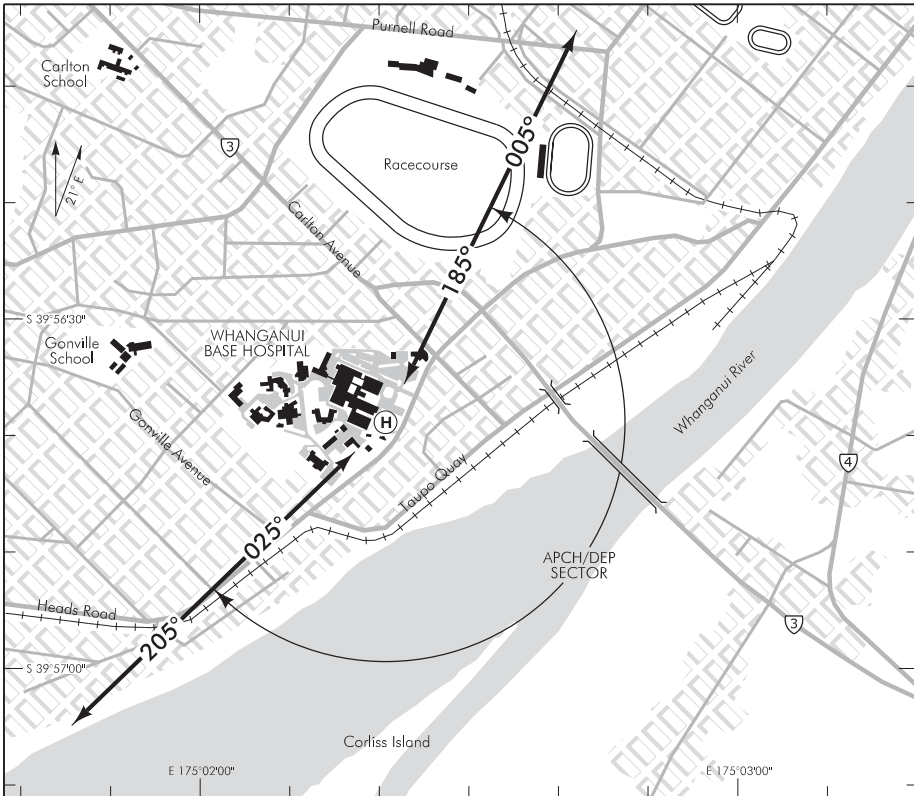 Purnell Road
Carlton
School
3
Racecourse
005°
21° E
Carlton Avenue
185°
S 39°56'30"
WHANGANUI
BASE HOSPITAL
Gonville
School
H
Whanganui River
Gonville Avenue
Taupo Quay
4
025°
APCH/DEP
SECTOR
Heads Road
205°
3
S 39°57'00"
Corliss Island
E 175°02'00"
E 175°03'00"